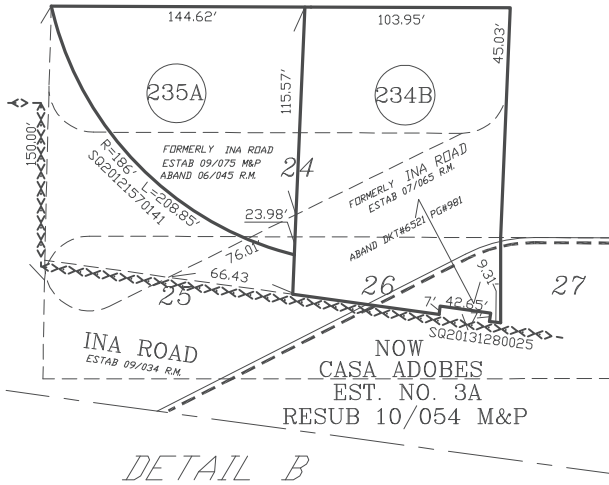 144.62'
103.95'
45.03'
235A
115.57'
234B
150.00'
R=186' L=208.85'
SQ20121570141
FORMERLY INA ROAD
ESTAB 09/075 M&P
ABAND 06/045 R.M.
24
FORMERLY INA ROAD
ESTAB 07/065 R.M.
23.98'
ABAND DKT#6521 PG#981
76.01'
66.43
9.31'
25
26
27
7'
42.65'
SQ20131280025
INA ROAD
ESTAB 09/034 R.M.
NOW
CASA ADOBES
EST. NO. 3A
RESUB 10/054 M&P
DETAIL B